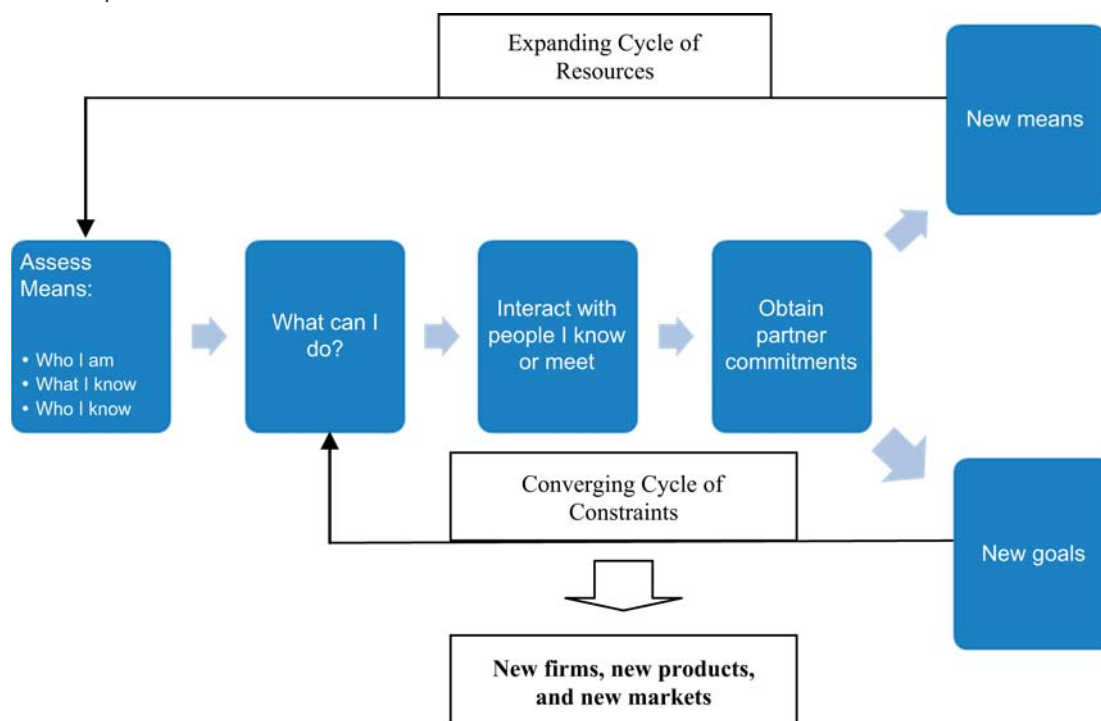 Expanding Cycle of
Resources
New means
Assess
Means:
• Who I am
• What I know
• Who I know
What can I
do?
Interact with
people I know
or meet
Obtain
partner
commitments
Converging Cycle of
Constraints
New goals
New firms, new products,
and new markets